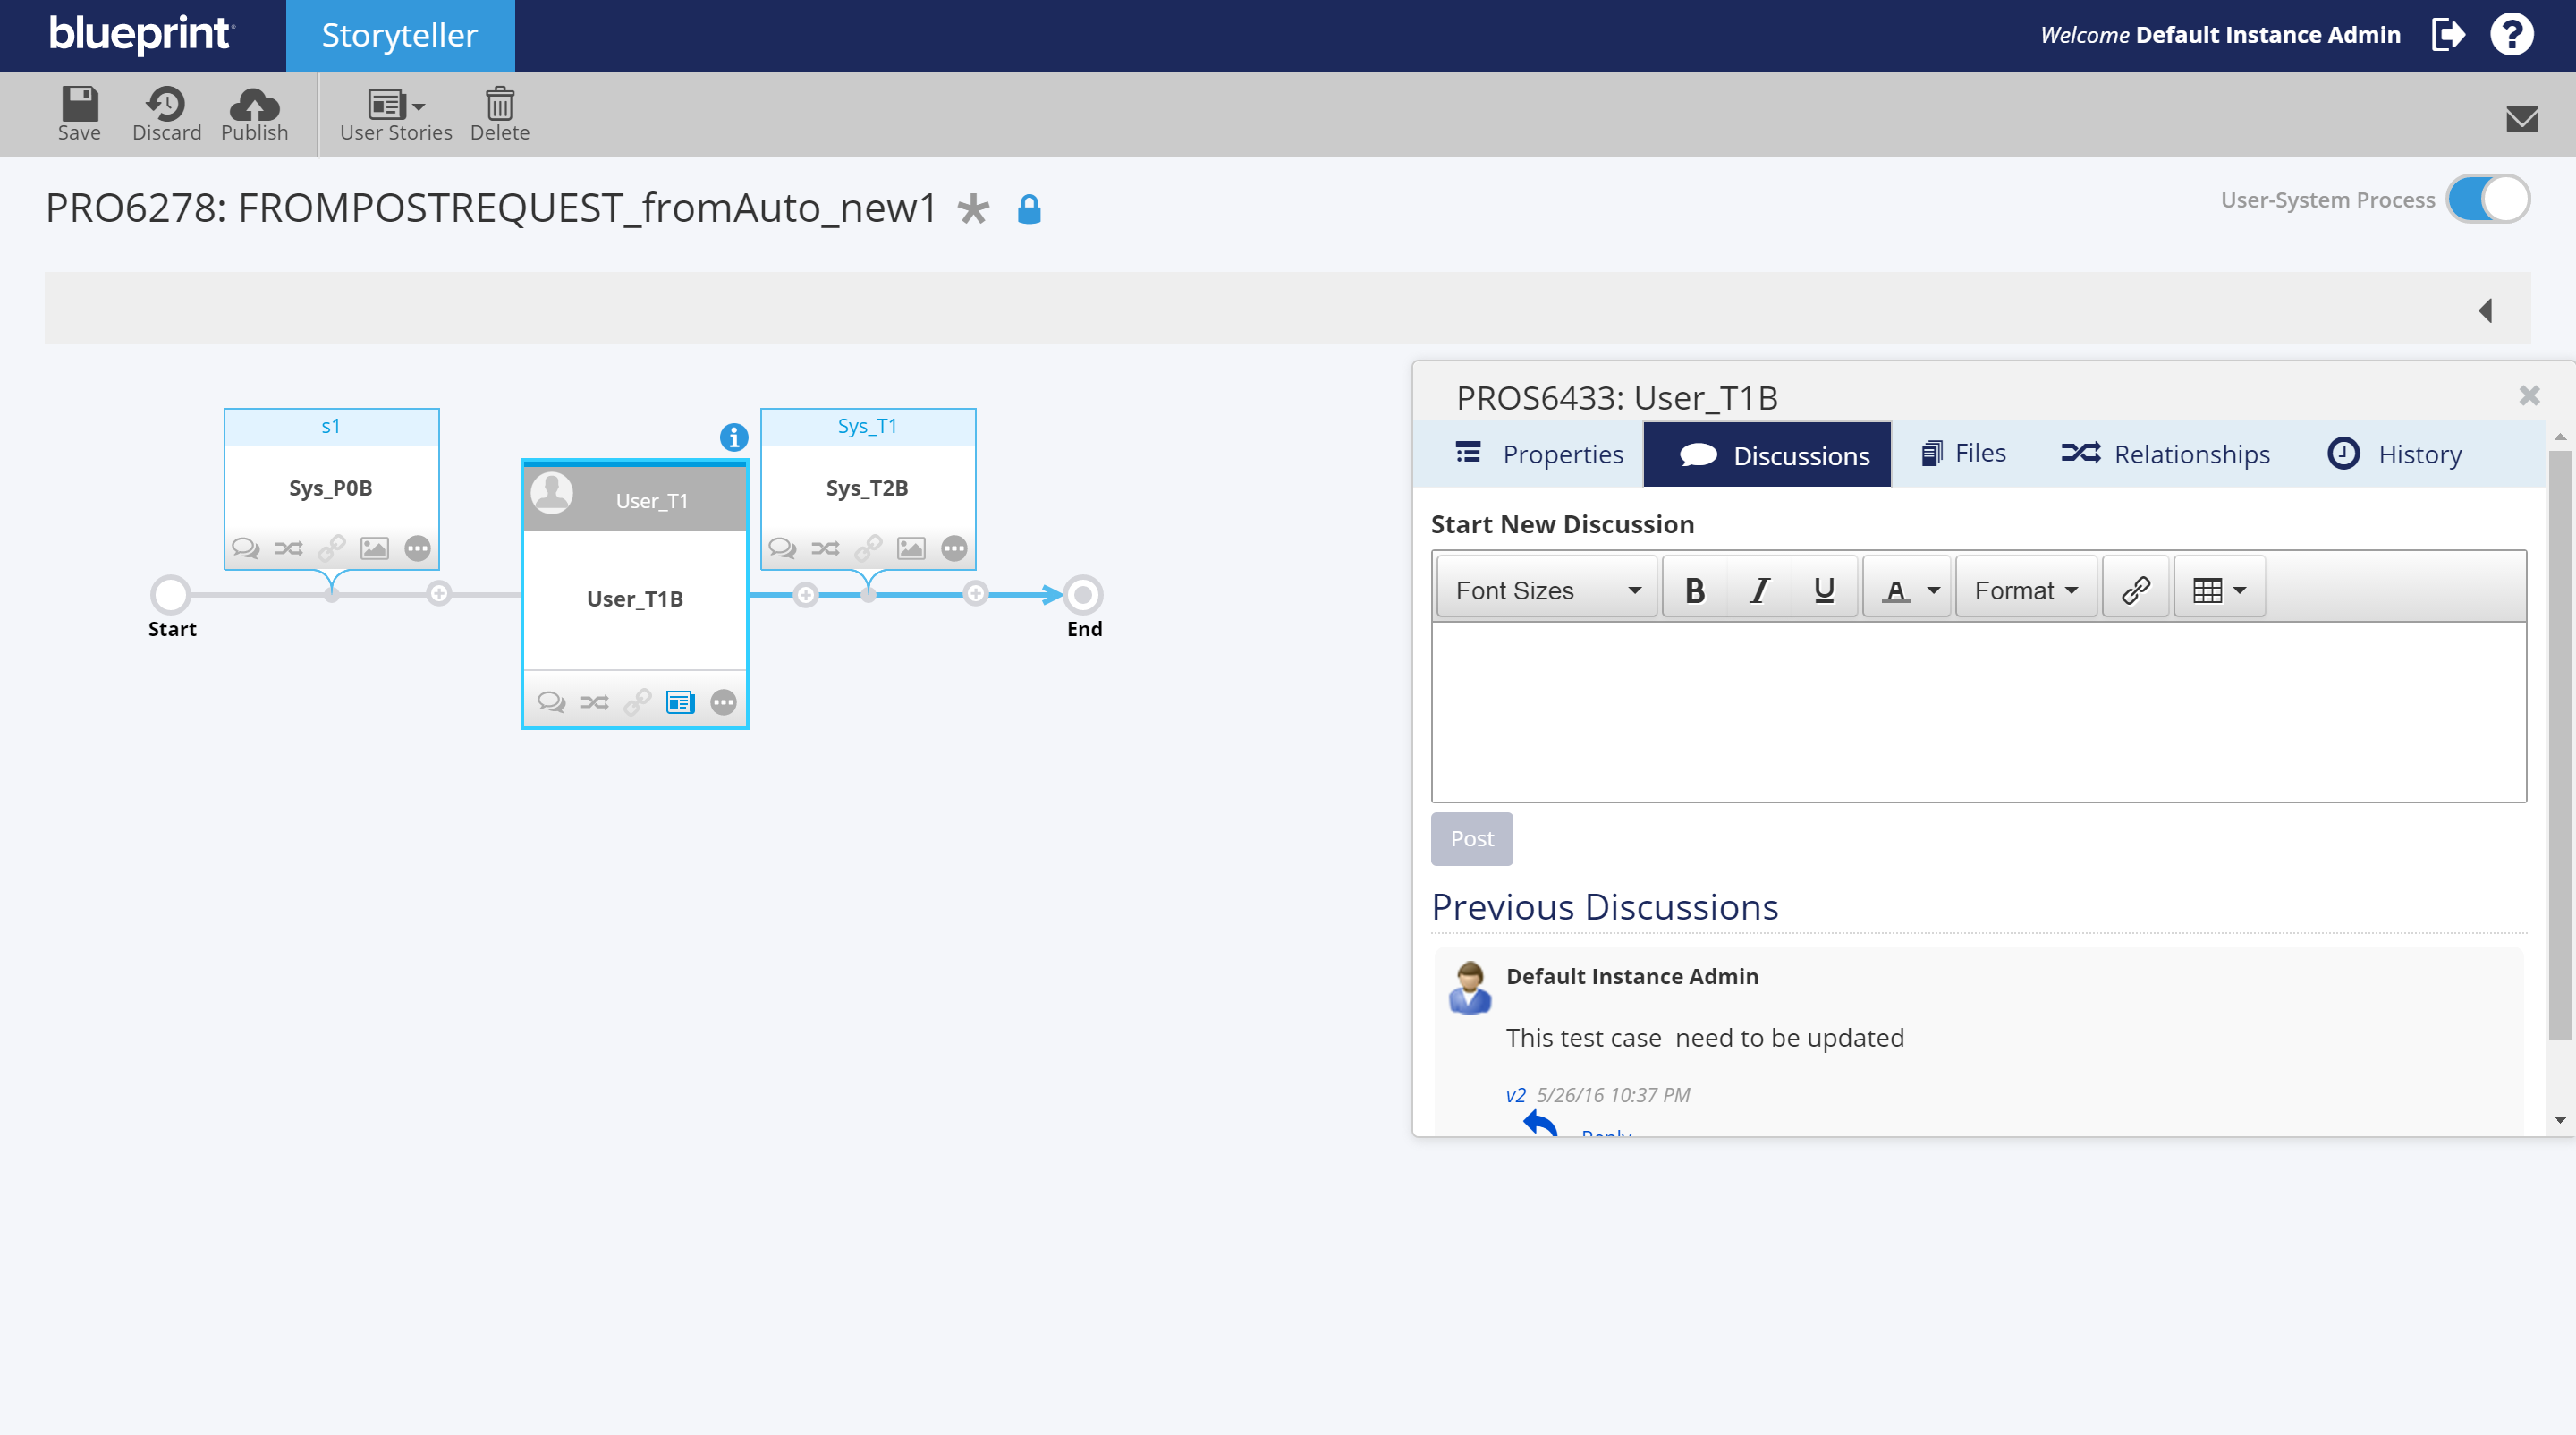 blueprint
Storyteller
Welcome Default Instance Admin
Save
Discard
Publish
User Stories
Delete
PRO6278: FROMPOSTREQUEST_fromAuto_new1 *
User-System Process
s1
Sys_P0B
Start
User_T1
User_T1B
Sys_T1
Sys_T2B
End
PROS6433: User_T1B
Properties
Discussions
Files
Relationships
History
Start New Discussion
Font Sizes
B I U A
Format
Post
Previous Discussions
Default Instance Admin
This test case  need to be updated
v2 5/26/16 10:37 PM
Reply